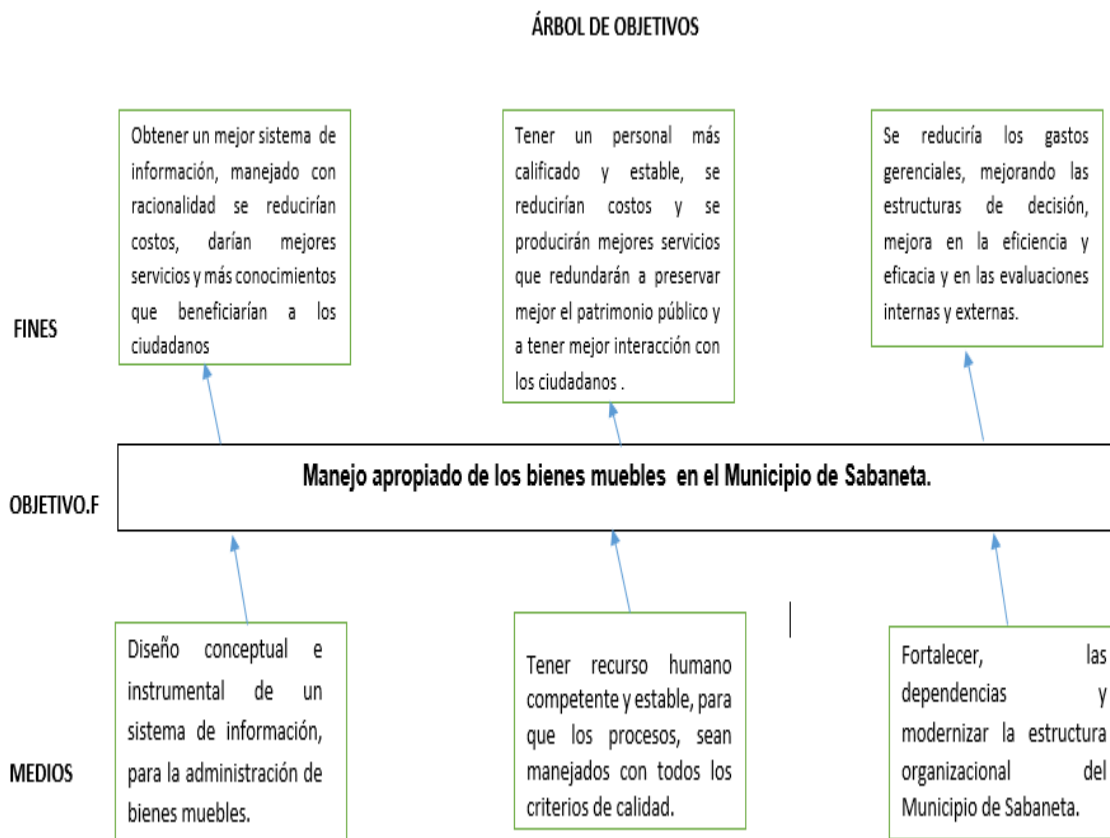 ÁRBOL DE OBJETIVOS
Obtener un mejor sistema de
información, manejado con
racionalidad se reducirían
costos, darían mejores
servicios y más conocimientos
que beneficiarían a los
ciudadanos
Tener un personal más
calificado y estable, se
reducirían costos y se
producirán mejores servicios
que redundarán a preservar
mejor el patrimonio público y
a tener mejor interacción con
los ciudadanos .
Se reduciría los gastos
gerenciales, mejorando las
estructuras de decisión,
mejora en la eficiencia y
eficacia y en las evaluaciones
internas y externas.
FINES
Manejo apropiado de los bienes muebles en el Municipio de Sabaneta.
OBJETIVO.F
Diseño conceptual e
instrumental de un
sistema de información,
para la administración de
bienes muebles.
Tener recurso humano
competente y estable, para
que los procesos, sean
manejados con todos los
criterios de calidad.
Fortalecer, las
dependencias y
modernizar la estructura
organizacional del
Municipio de Sabaneta.
MEDIOS